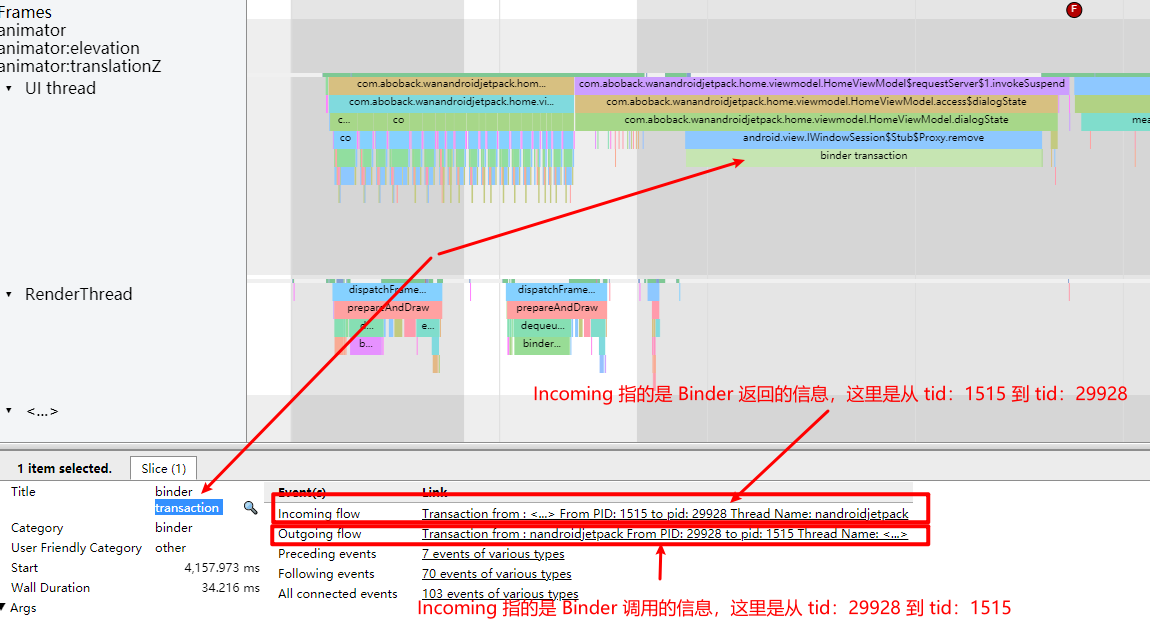 Frames
animator
animator:elevation
animator:translationZ
UI thread
F
com.aboback.wanandroidjetpack.hom...
com.aboback.wanandroidjetpack.home.viewmodel.HomeViewModel$requestServer$1.invokeSuspend
com.aboback.wanandroidjetpack.home.vi...
com.aboback.wanandroidjetpack.home.viewmodel.HomeViewModel.access$dialogState
c...
co
com.aboback.wanandroidjetpack.home.viewmodel.HomeViewModel.dialogState
mea
co
android.view.IWindowSession$Stub$Proxy.remove
binder transaction
RenderThread
dispatchFrame...
dispatchFrame...
prepareAndDraw
prepareAndDraw
d...
e...
dequeu...
b...
binder...
<...>
Incoming 指的是 Binder 返回的信息，这里是从 tid：1515 到 tid：29928
1 item selected.
Slice (1)
Title
binder
transaction
Category
binder
User Friendly Category
other
Start
4,157.973 ms
Wall Duration
34.216 ms
Args
Event(s)
Link
Incoming flow
Transaction from : <...> From PID: 1515 to pid: 29928 Thread Name: nandroidjetpack
Outgoing flow
Transaction from : nandroidjetpack From PID: 29928 to pid: 1515 Thread Name: <...>
Preceding events
7 events of various types
Following events
70 events of various types
All connected events
103 events of various types
Incoming 指的是 Binder 调用的信息，这里是从 tid：29928 到 tid：1515